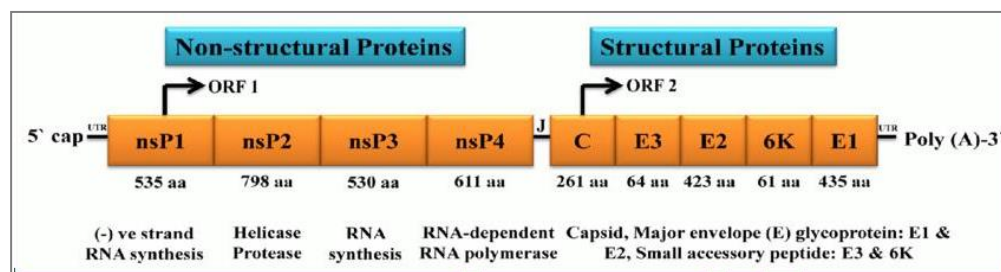 Non-structural Proteins
Structural Proteins
ORF 1
ORF 2
5` cap UTR nsP1 nsP2 nsP3 nsP4 J C E3 E2 6K E1 UTR Poly (A)-3'
535 aa 798 aa 530 aa 611 aa 261 aa 64 aa 423 aa 61 aa 435 aa
(-) ve strand Helicase RNA RNA-dependent Capsid, Major envelope (E) glycoprotein: E1 &
RNA synthesis Protease synthesis RNA polymerase E2, Small accessory peptide: E3 & 6K